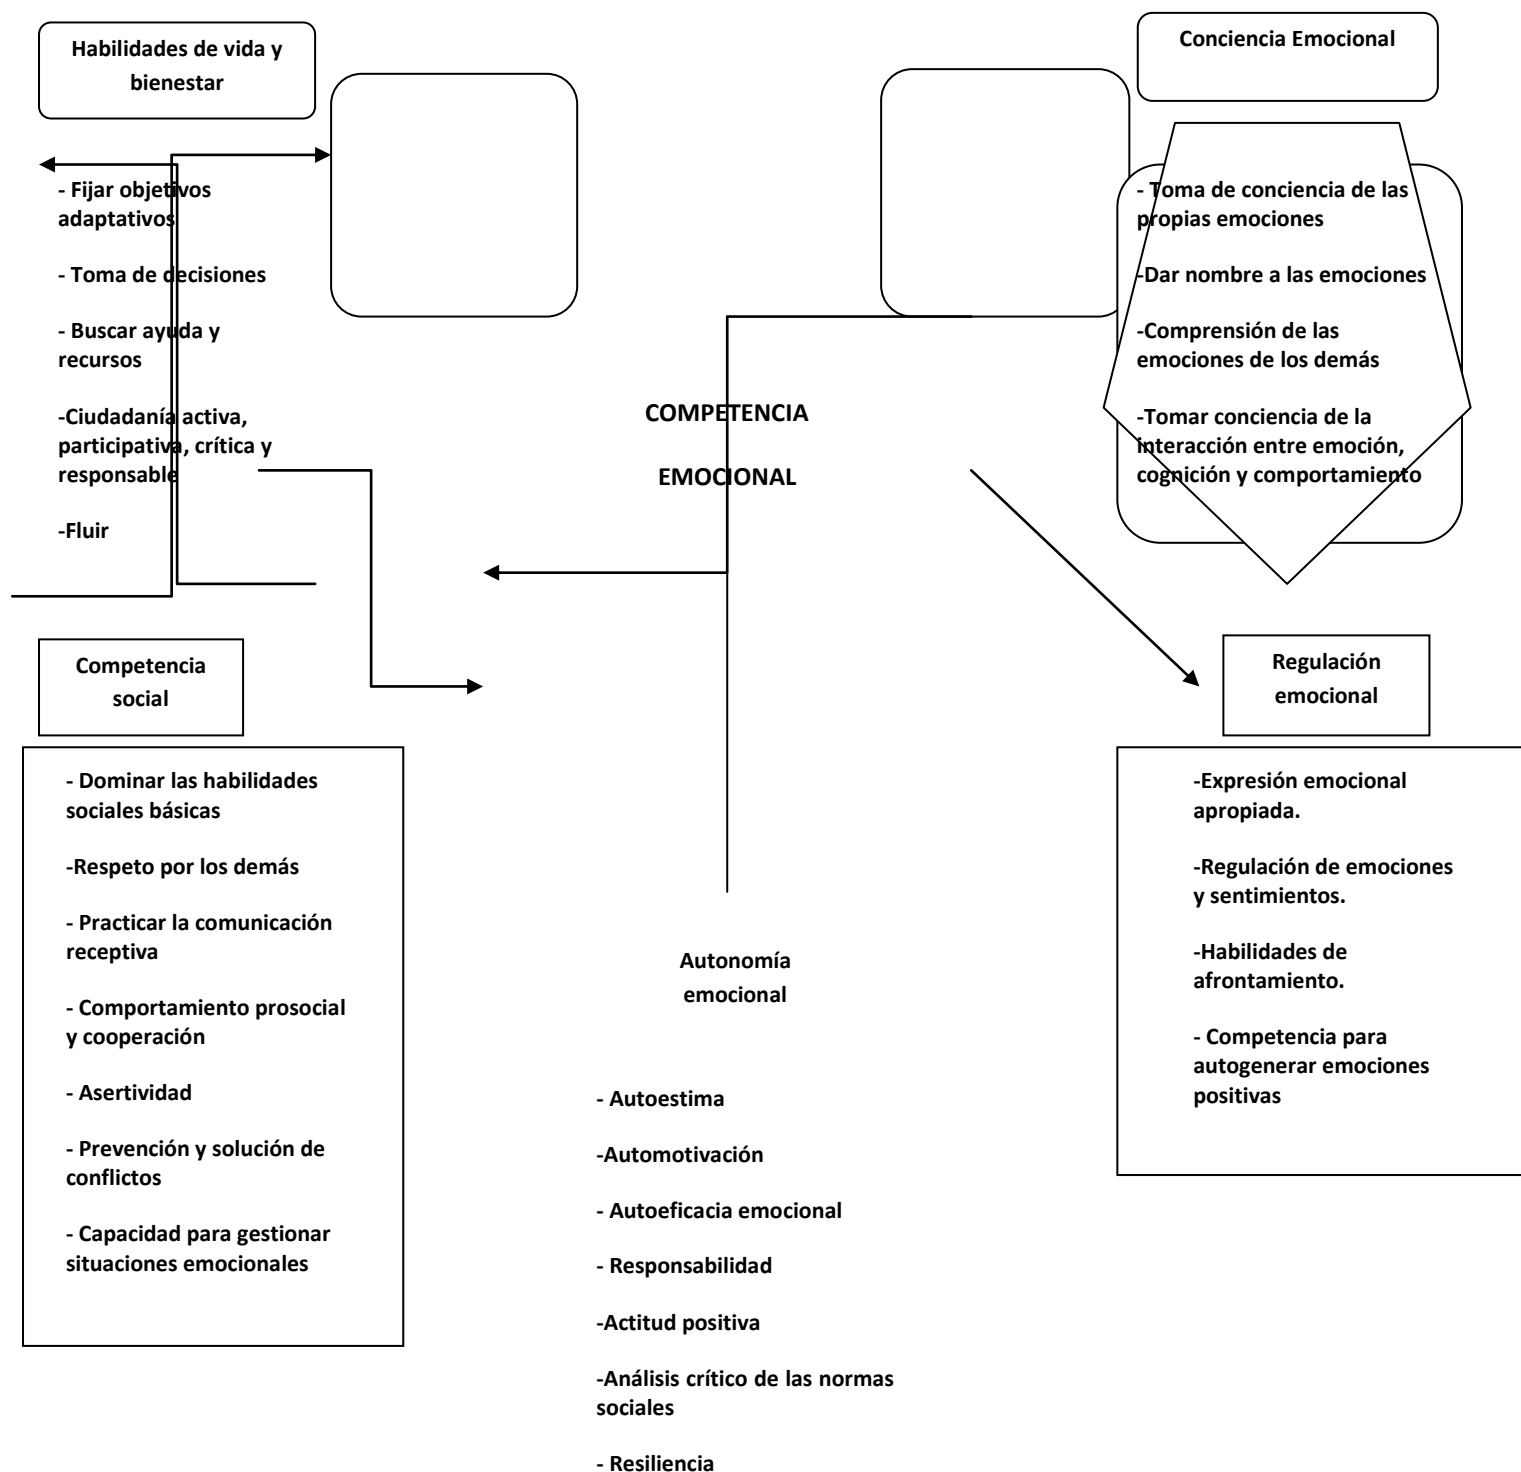 Habilidades de vida y
bienestar
- Fijar objetivos
adaptativos
- Toma de decisiones
- Buscar ayuda y
recursos
-Ciudadanía activa,
participativa, crítica y
responsable
-Fluir
Conciencia Emocional
- Toma de conciencia de las
propias emociones
-Dar nombre a las emociones
-Comprensión de las
emociones de los demás
-Tomar conciencia de la
interacción entre emoción,
cognición y comportamiento
COMPETENCIA
EMOCIONAL
Competencia
social
- Dominar las habilidades
sociales básicas
-Respeto por los demás
- Practicar la comunicación
receptiva
- Comportamiento prosocial
y cooperación
- Asertividad
- Prevención y solución de
conflictos
- Capacidad para gestionar
situaciones emocionales
Autonomía
emocional
- Autoestima
-Automotivación
- Autoeficacia emocional
- Responsabilidad
-Actitud positiva
-Análisis crítico de las normas
sociales
- Resiliencia
Regulación
emocional
-Expresión emocional
apropiada.
-Regulación de emociones
y sentimientos.
-Habilidades de
afrontamiento.
- Competencia para
autogenerar emociones
positivas